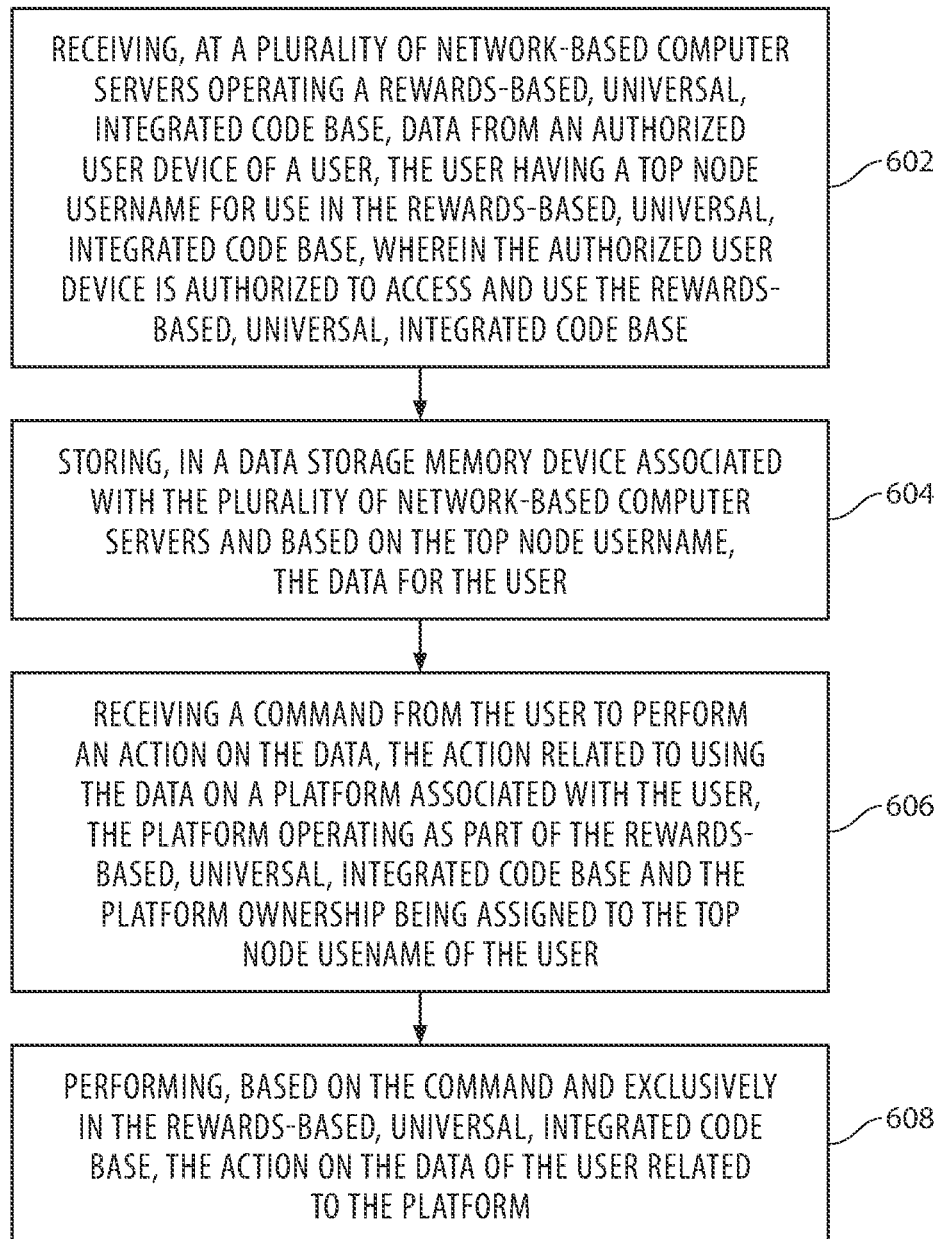 RECEIVING, AT A PLURALITY OF NETWORK-BASED COMPUTER
SERVERS OPERATING A REWARDS-BASED, UNIVERSAL,
INTEGRATED CODE BASE, DATA FROM AN AUTHORIZED
USER DEVICE OF A USER, THE USER HAVING A TOP NODE
USERNAME FOR USE IN THE REWARDS-BASED, UNIVERSAL,
INTEGRATED CODE BASE, WHEREIN THE AUTHORIZED USER
DEVICE IS AUTHORIZED TO ACCESS AND USE THE REWARDS-
BASED, UNIVERSAL, INTEGRATED CODE BASE
602
STORING, IN A DATA STORAGE MEMORY DEVICE ASSOCIATED
WITH THE PLURALITY OF NETWORK-BASED COMPUTER
SERVERS AND BASED ON THE TOP NODE USERNAME,
THE DATA FOR THE USER
604
RECEIVING A COMMAND FROM THE USER TO PERFORM
AN ACTION ON THE DATA, THE ACTION RELATED TO USING
THE DATA ON A PLATFORM ASSOCIATED WITH THE USER,
THE PLATFORM OPERATING AS PART OF THE REWARDS-
BASED, UNIVERSAL, INTEGRATED CODE BASE AND THE
PLATFORM OWNERSHIP BEING ASSIGNED TO THE TOP
NODE USENAME OF THE USER
606
PERFORMING, BASED ON THE COMMAND AND EXCLUSIVELY
IN THE REWARDS-BASED, UNIVERSAL, INTEGRATED CODE
BASE, THE ACTION ON THE DATA OF THE USER RELATED
TO THE PLATFORM
608